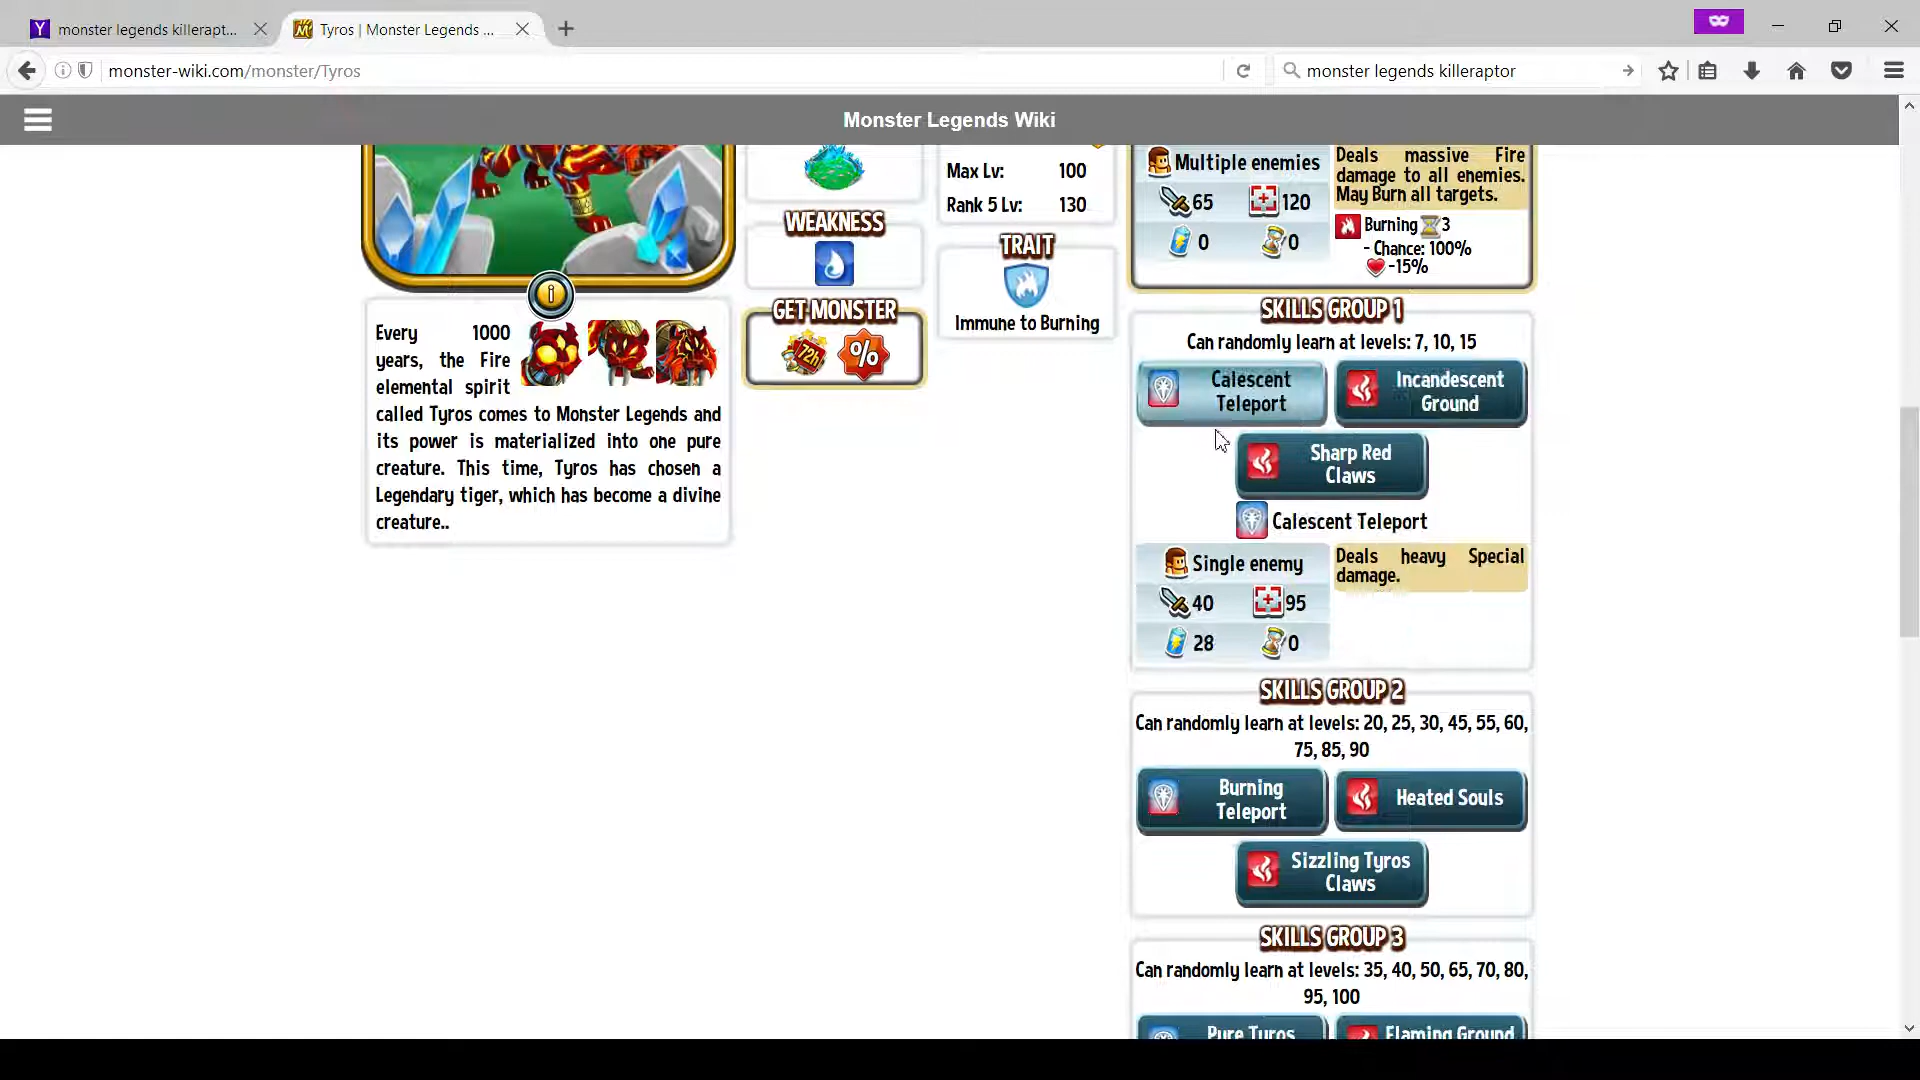 monster legends killerapt...
Tyros | Monster Legends ...
monster-wiki.com/monster/Tyros
monster legends killeraptor
Monster Legends Wiki
Max Lv: 100
Rank 5 Lv: 130
WEAKNESS
TRAIT
Immune to Burning
GET MONSTER
72h
%
i
Every 1000
years, the Fire
elemental spirit
called Tyros comes to Monster Legends and
its power is materialized into one pure
creature. This time, Tyros has chosen a
Legendary tiger, which has become a divine
creature..
Multiple enemies
65 120
0 0
Deals massive Fire
damage to all enemies.
May Burn all targets.
Burning 3
- Chance: 100%
-15%
SKILLS GROUP 1
Can randomly learn at levels: 7, 10, 15
Calescent
Teleport
Incandescent
Ground
Sharp Red
Claws
Calescent Teleport
Single enemy
40 95
28 0
Deals heavy Special
damage.
SKILLS GROUP 2
Can randomly learn at levels: 20, 25, 30, 45, 55, 60,
75, 85, 90
Burning
Teleport
Heated Souls
Sizzling Tyros
Claws
SKILLS GROUP 3
Can randomly learn at levels: 35, 40, 50, 65, 70, 80,
95, 100
Pure Tyros
Flaming Ground